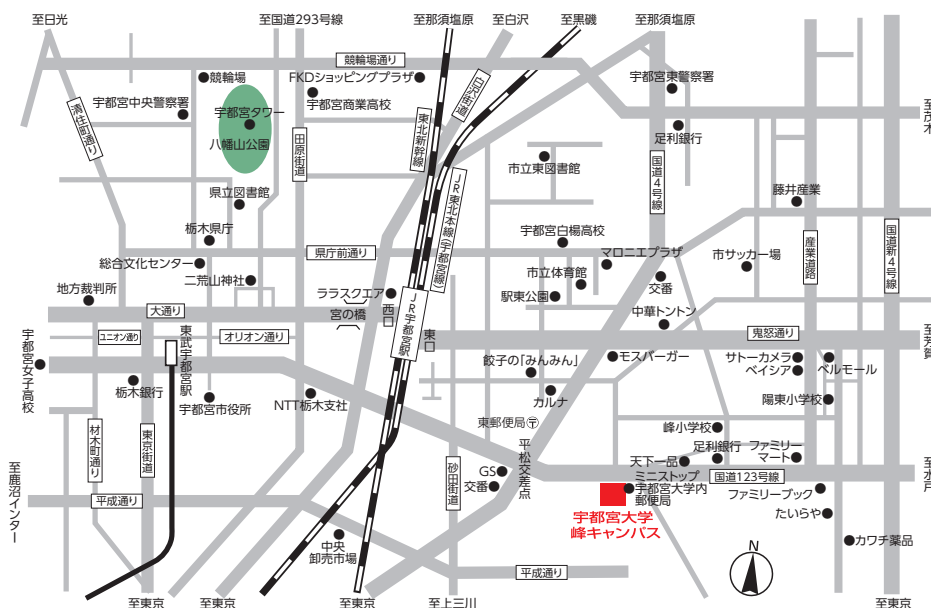 至日光
至国道293号線
至那須塩原
至白沢
至黒磯
至那須塩原
競輪場通り
競輪場
FKDショッピングプラザ
宇都宮商業高校
白沢街道
宇都宮東警察署
宇都宮中央警察署
宇都宮タワー
八幡山公園
清住町通り
田原街道
東北新幹線
足利銀行
至茂木
JR東北本線(宇都宮線)
市立東図書館
国道4号線
県立図書館
藤井産業
栃木県庁
県庁前通り
宇都宮白楊高校
マロニエプラザ
産業道路
国道新4号線
総合文化センター
二荒山神社
市立体育館
市サッカー場
地方裁判所
ララスクエア
駅東公園
交番
大通り
宮の橋
西口
JR宇都宮駅
東口
中華トントン
ユニオン通り
東武宇都宮駅
オリオン通り
鬼怒通り
至芳賀
宇都宮女子高校
餃子の「みんみん」
モスバーガー
サトーカメラ
ベイシア
ベルモール
栃木銀行
宇都宮市役所
NTT栃木支社
カルナ
陽東小学校
東郵便局〒
峰小学校
材木町通り
東京街道
平松交差点
足利銀行
ファミリー
マート
天下一品
至鹿沼インター
砂田街道
GS
交番
国道123号線
至水戸
ミニストップ
宇都宮大学内
郵便局
平成通り
ファミリーブック
宇都宮大学
峰キャンパス
たいらや
中央
卸売市場
カワチ薬品
N
平成通り
至東京
至東京
至東京
至上三川
至東京